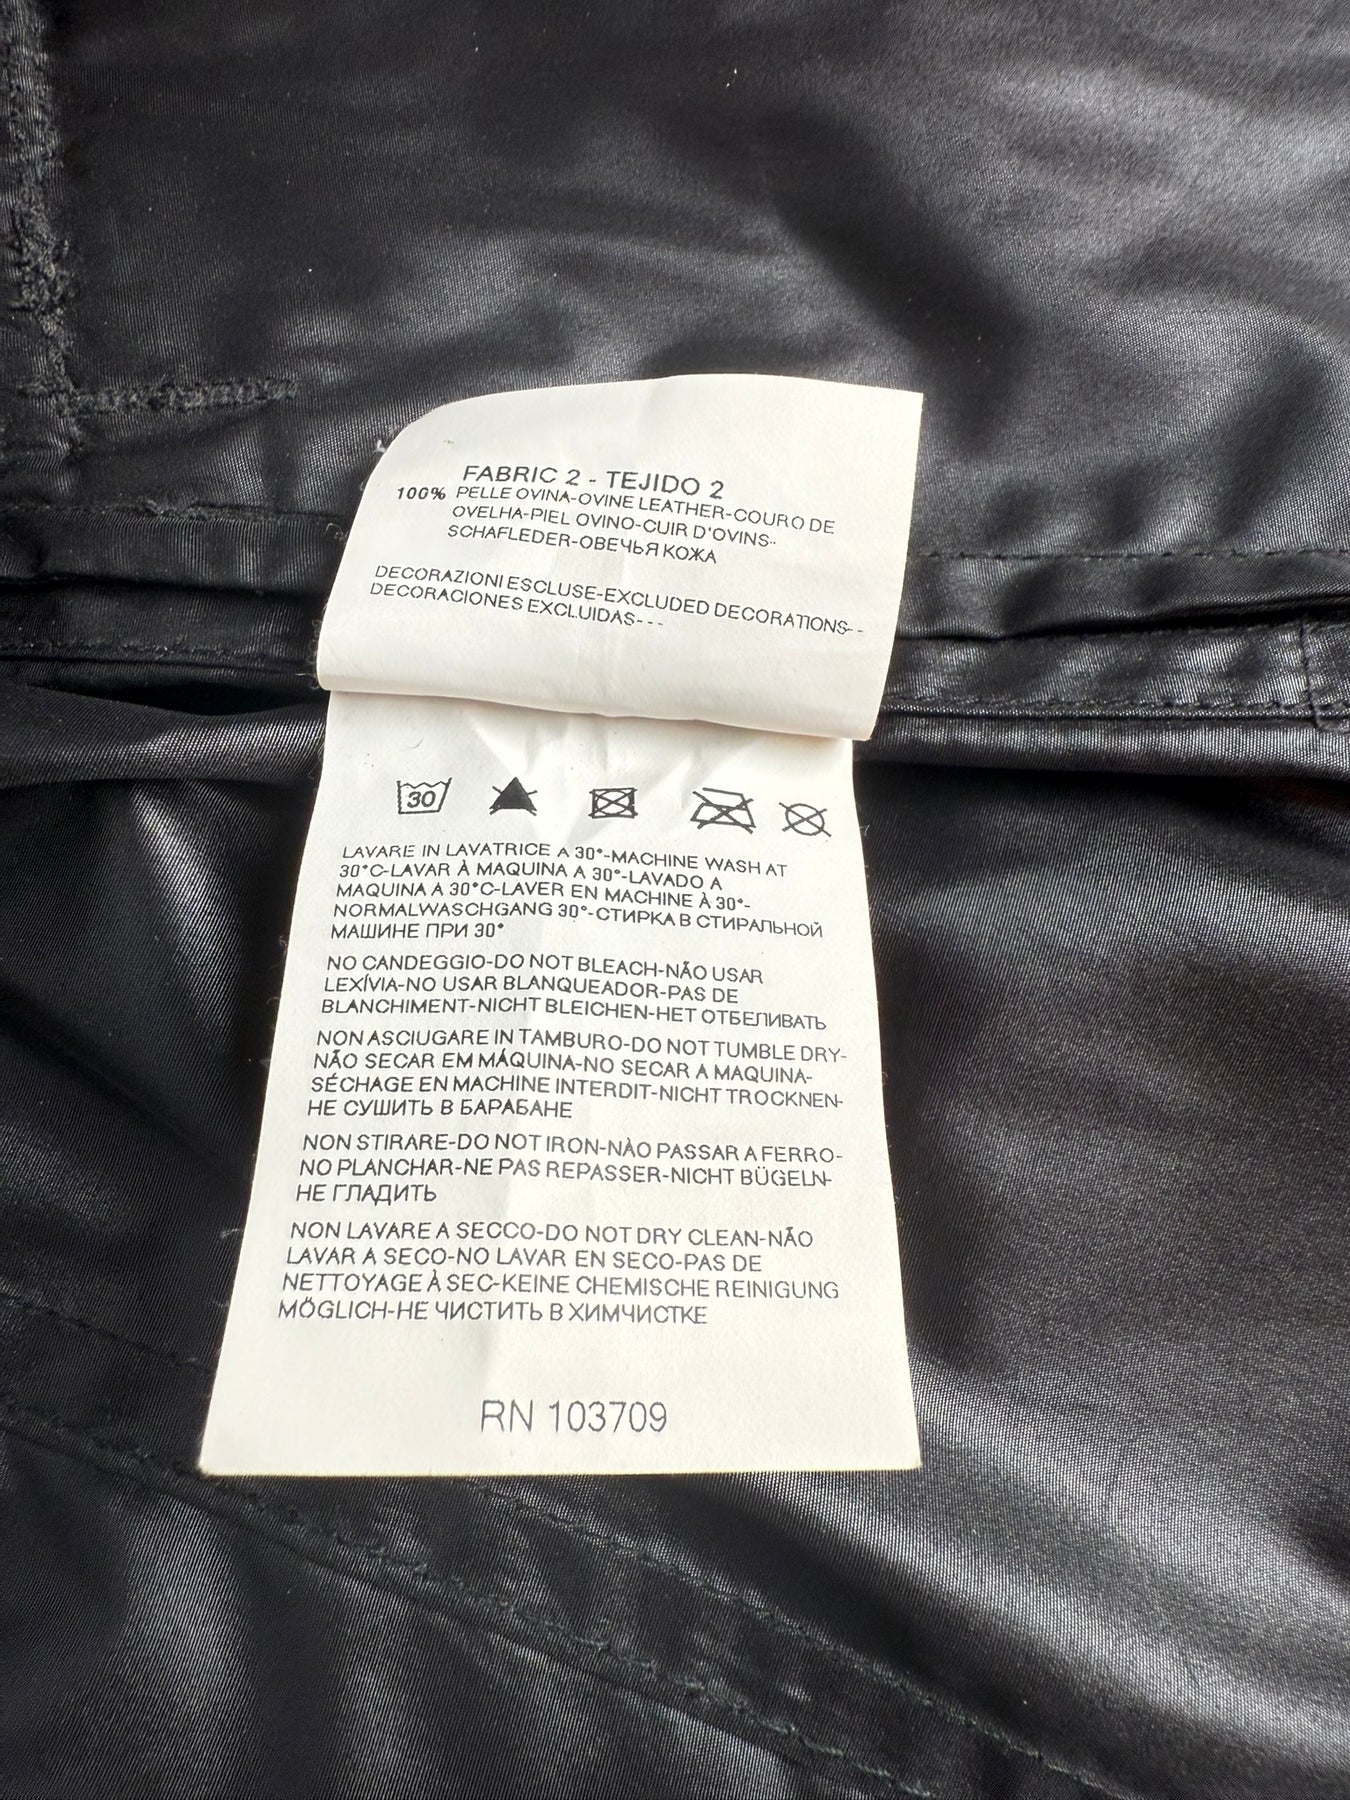 FABRIC 2 - TEJIDO 2
100% PELLE OVINA-OVINE LEATHER-COURO DE
OVELHA-PIEL OVINO-CUIR D'OVINS--
SCHAFLEDER-ОВЕЧЬЯ КОЖА
DECORAZIONI ESCLUSE-EXCLUDED DECORATIONS--
DECORACIONES EXCLUIDAS---
30
LAVARE IN LAVATRICE A 30°-MACHINE WASH AT
30°C-LAVAR À MAQUINA A 30°-LAVADO A
MAQUINA A 30°C-LAVER EN MACHINE À 30°-
NORMALWASCHGANG 30°-СТИРКА В СТИРАЛЬНОЙ
МАШИНЕ ПРИ 30°
NO CANDEGGIO-DO NOT BLEACH-NÃO USAR
LEXÍVIA-NO USAR BLANQUEADOR-PAS DE
BLANCHIMENT-NICHT BLEICHEN-НЕТ ОТБЕЛИВАТЬ
NON ASCIUGARE IN TAMBURO-DO NOT TUMBLE DRY-
NÃO SECAR EM MÁQUINA-NO SECAR A MAQUINA-
SÉCHAGE EN MACHINE INTERDIT-NICHT TROCKNEN-
НЕ СУШИТЬ В БАРАБАНЕ
NON STIRARE-DO NOT IRON-NÀO PASSAR A FERRO-
NO PLANCHAR-NE PAS REPASSER-NICHT BÜGELN-
НЕ ГЛАДИТЬ
NON LAVARE A SECCO-DO NOT DRY CLEAN-NÃO
LAVAR A SECO-NO LAVAR EN SECO-PAS DE
NETTOYAGE À SEC-KEINE CHEMISCHE REINIGUNG
MÖGLICH-НЕ ЧИСТИТЬ В ХИМЧИСТКЕ
RN 103709